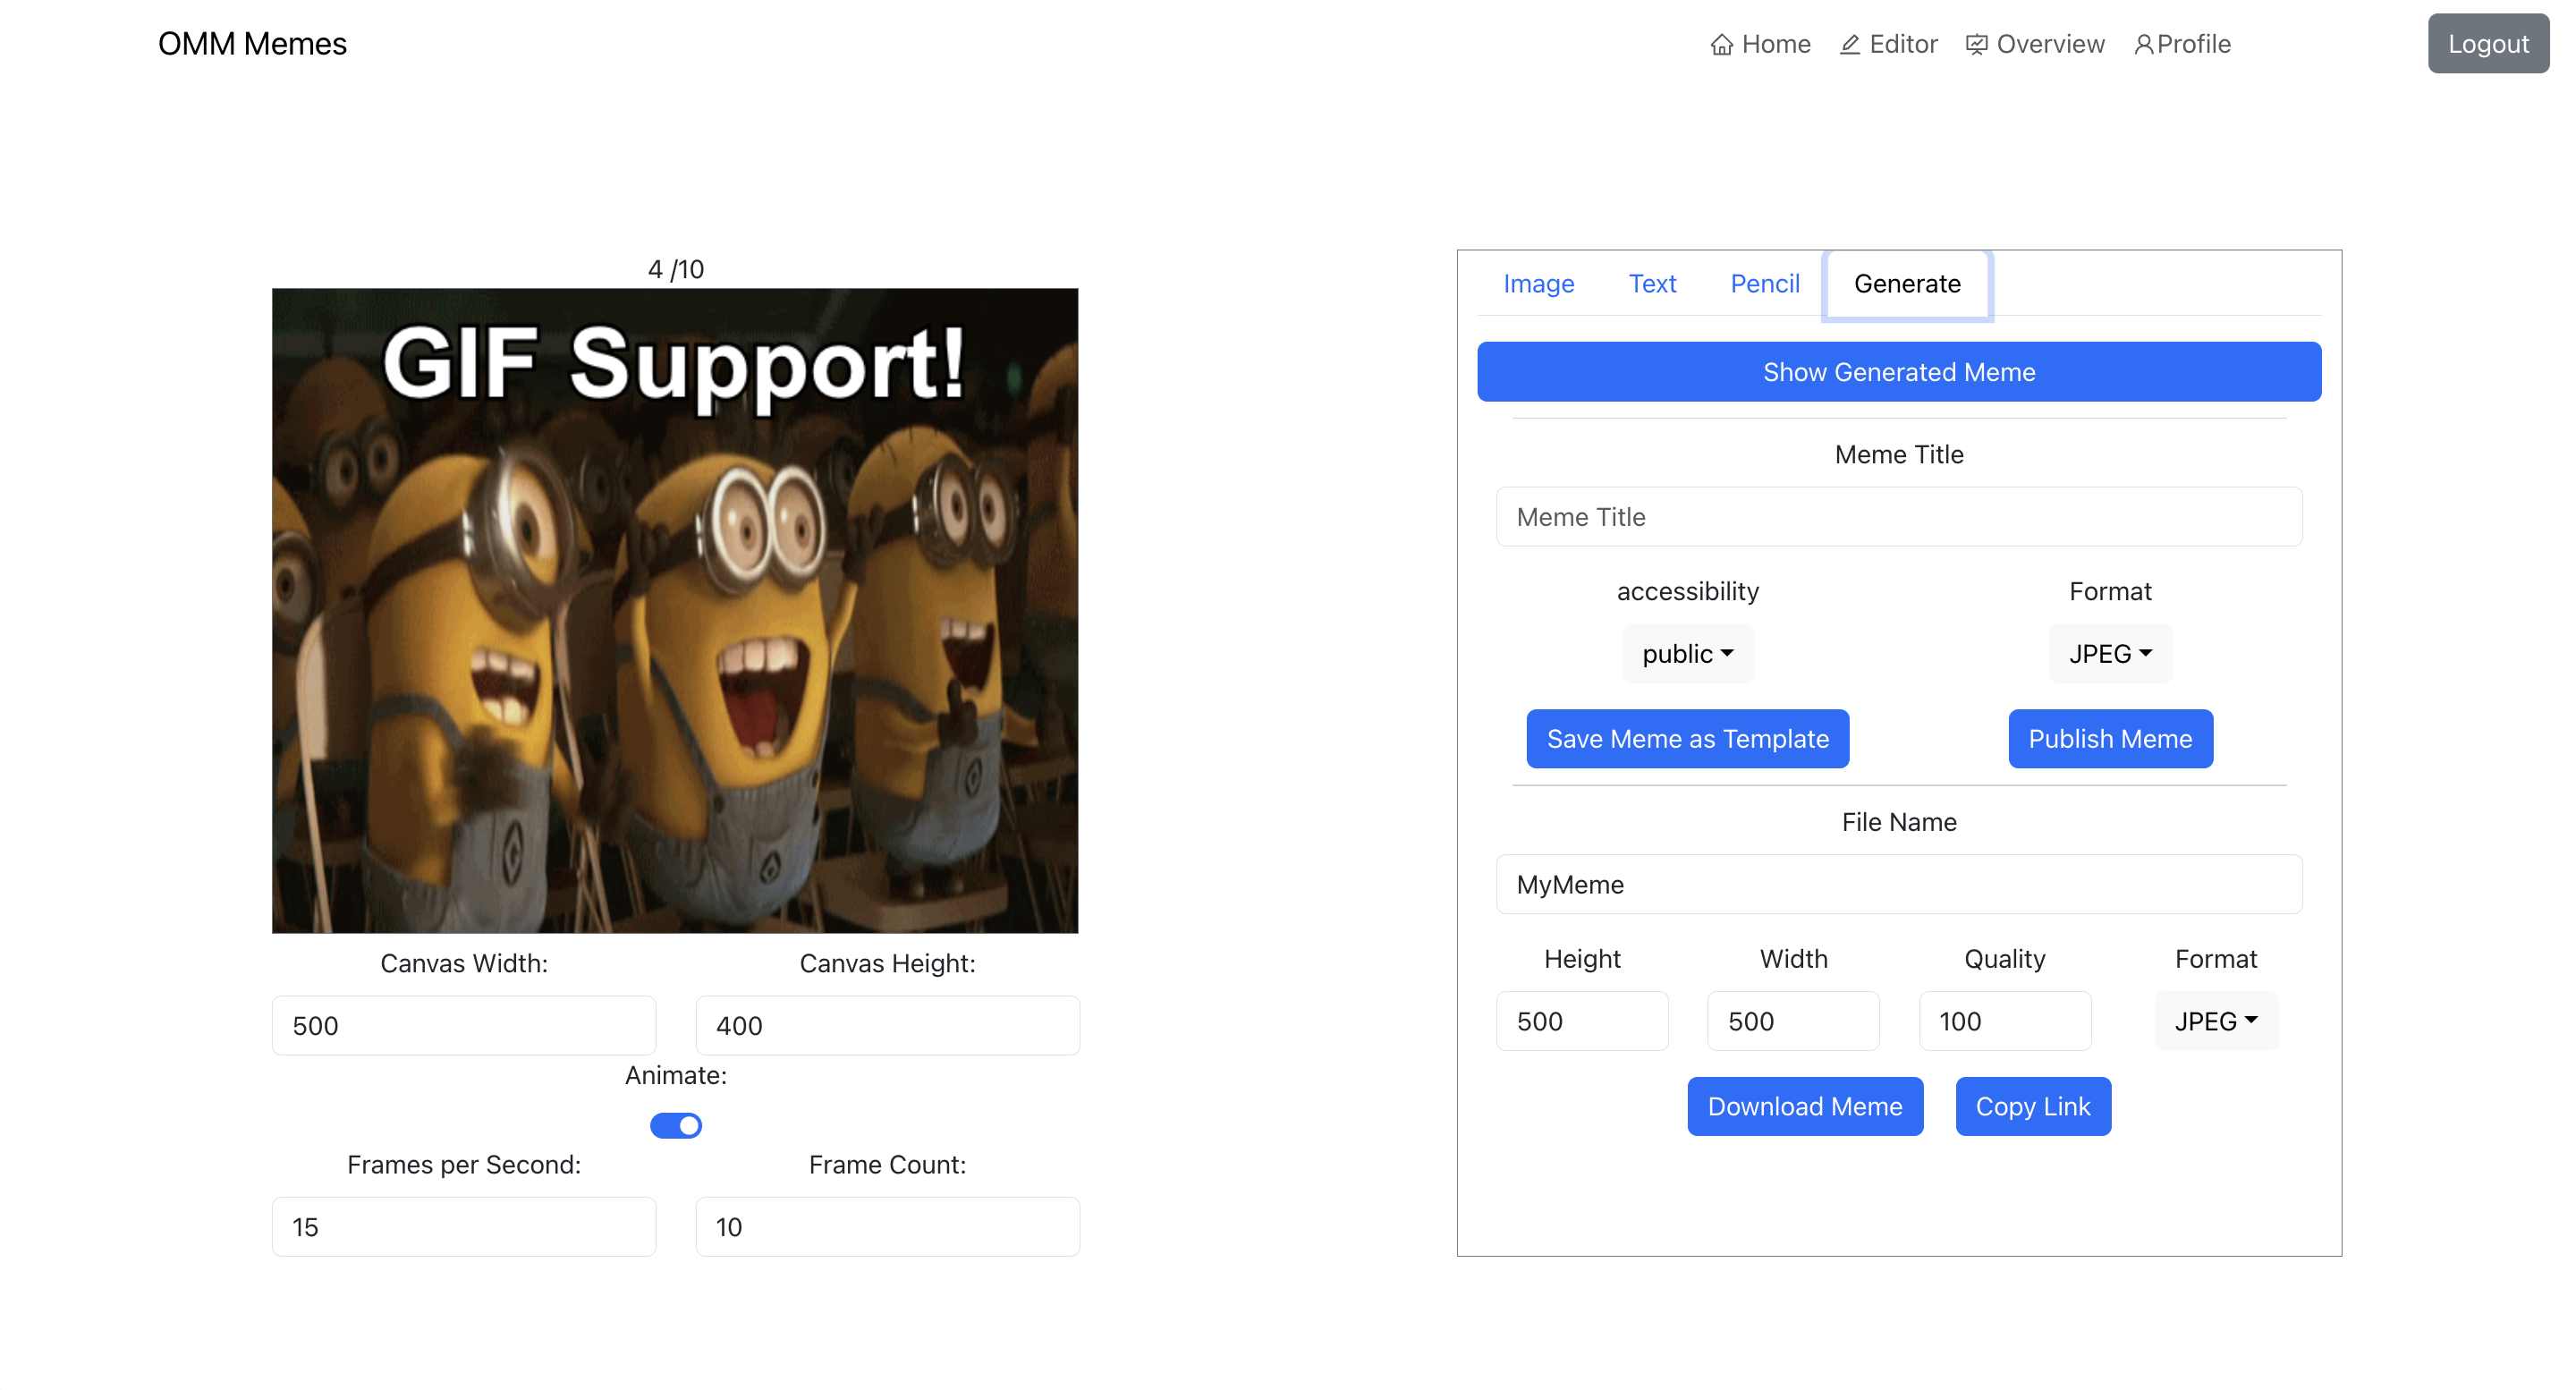 OMM Memes
Home Editor Overview Profile Logout
4 /10
GIF Support!
Canvas Width: Canvas Height:
500 400
Animate:
Frames per Second: Frame Count:
15 10
Image Text Pencil Generate
Show Generated Meme
Meme Title
Meme Title
accessibility Format
public JPEG
Save Meme as Template Publish Meme
File Name
MyMeme
Height Width Quality Format
500 500 100 JPEG
Download Meme Copy Link